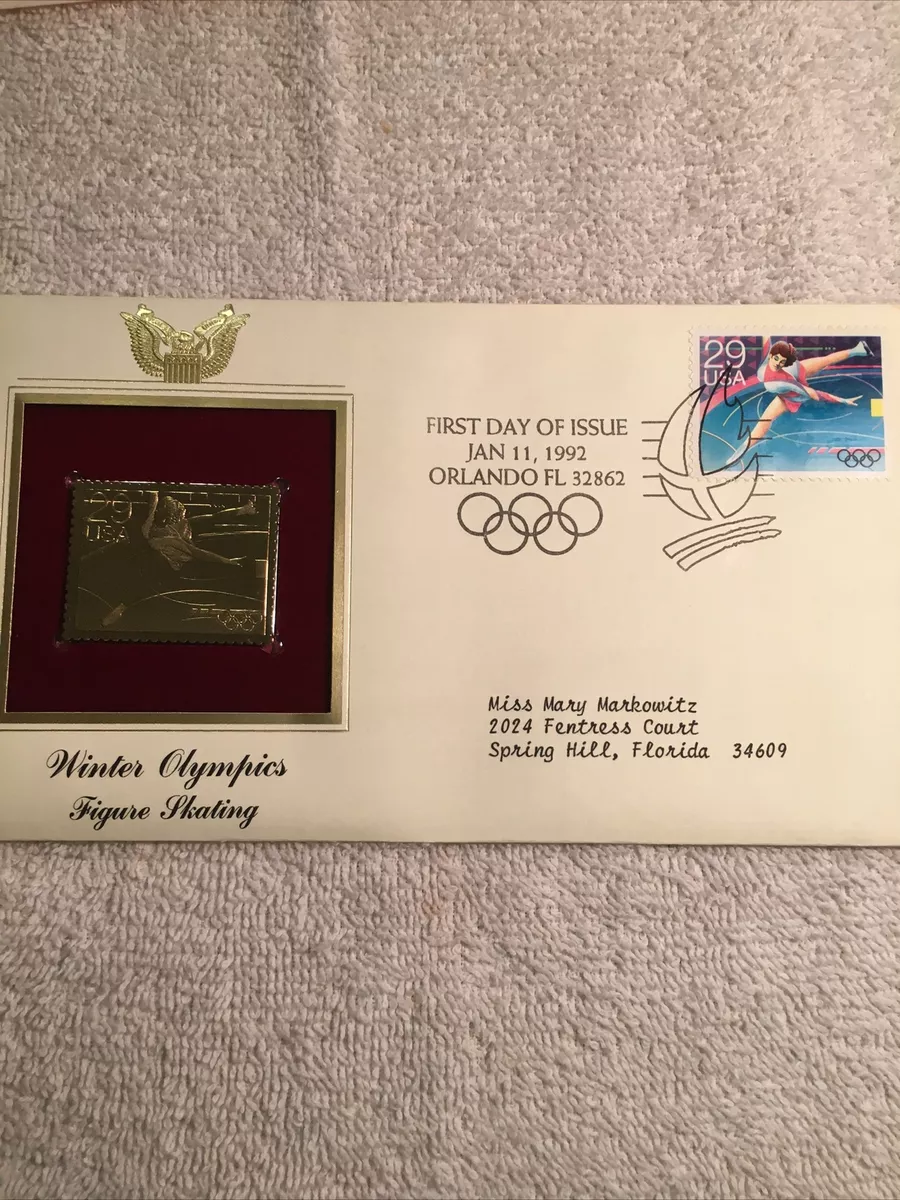 29
USA
FIRST DAY OF ISSUE
JAN 11, 1992
ORLANDO FL 32862
29
USA
Miss Mary Markowitz
2024 Fentress Court
Spring Hill, Florida 34609
Winter Olympics
Figure Skating